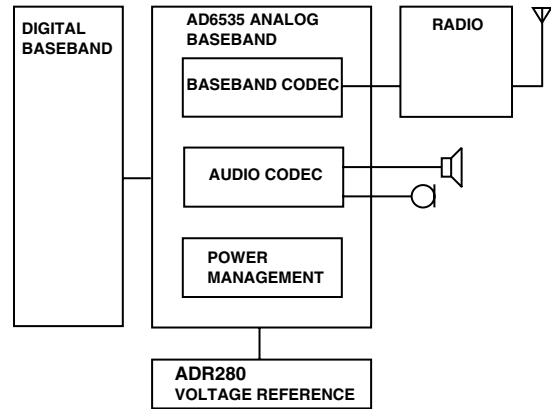 DIGITAL
BASEBAND
AD6535 ANALOG
BASEBAND
BASEBAND CODEC
AUDIO CODEC
POWER
MANAGEMENT
RADIO
ADR280
VOLTAGE REFERENCE